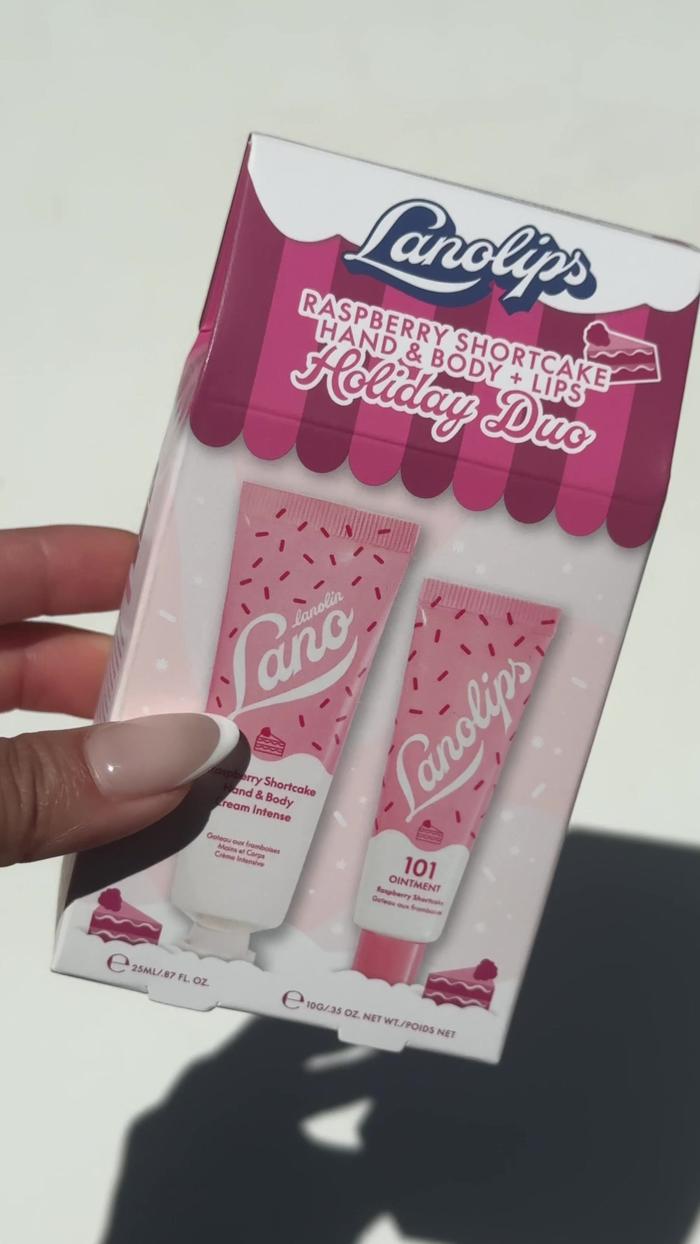 Lanolips
RASPBERRY SHORTCAKE
HAND & BODY + LIPS
Holiday Duo
lanolin
Lano
Raspberry Shortcake
Hand & Body
Cream Intense
Gateau aux framboises
Mains et Corps
Crème Intensive
Lanolips
101
OINTMENT
Raspberry Shortcake
Gateau aux framboises
℮ 25ML/.87 FL. OZ.
℮ 10G/.35 OZ. NET WT./POIDS NET